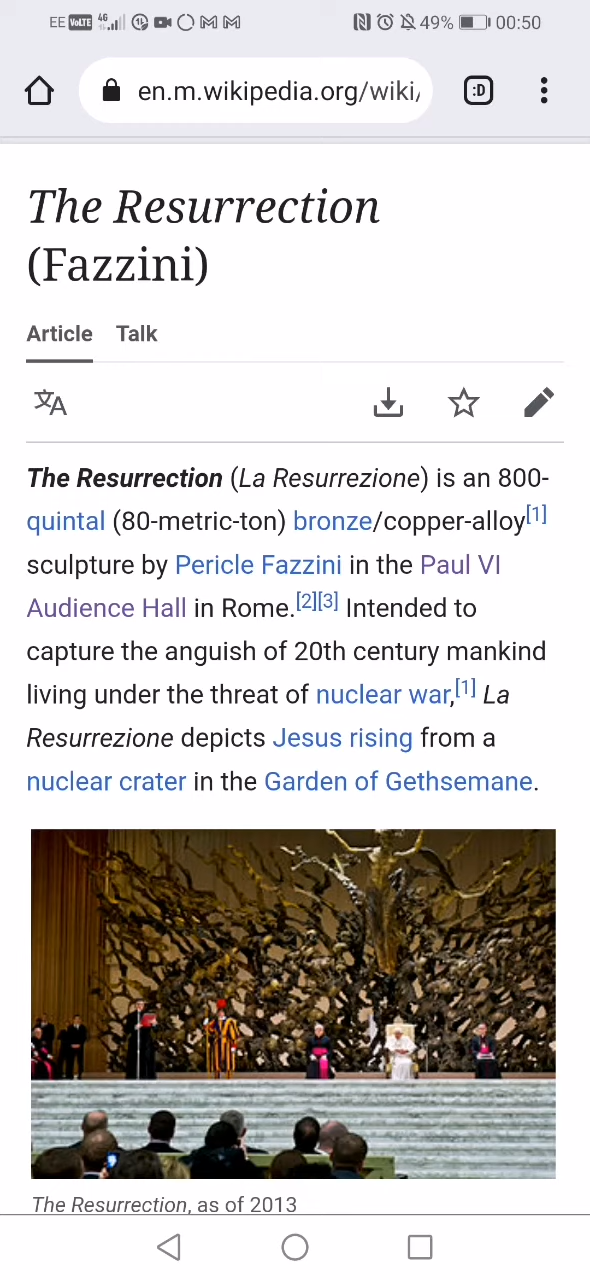 EE VoLTE 4G 49% 00:50
en.m.wikipedia.org/wiki/
:D
The Resurrection
(Fazzini)
Article Talk
The Resurrection (La Resurrezione) is an 800-
quintal (80-metric-ton) bronze/copper-alloy[1]
sculpture by Pericle Fazzini in the Paul VI
Audience Hall in Rome.[2][3] Intended to
capture the anguish of 20th century mankind
living under the threat of nuclear war,[1] La
Resurrezione depicts Jesus rising from a
nuclear crater in the Garden of Gethsemane.
The Resurrection, as of 2013